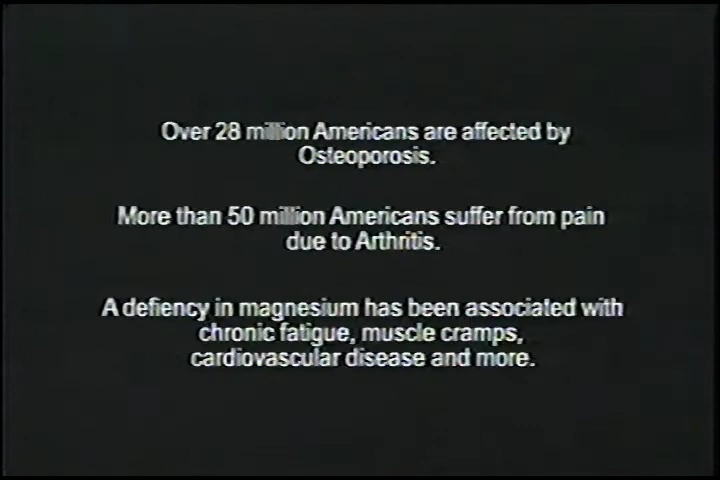 Over 28 million Americans are affected by
Osteoporosis.
More than 50 million Americans suffer from pain
due to Arthritis.
A defiency in magnesium has been associated with
chronic fatigue, muscle cramps,
cardiovascular disease and more.